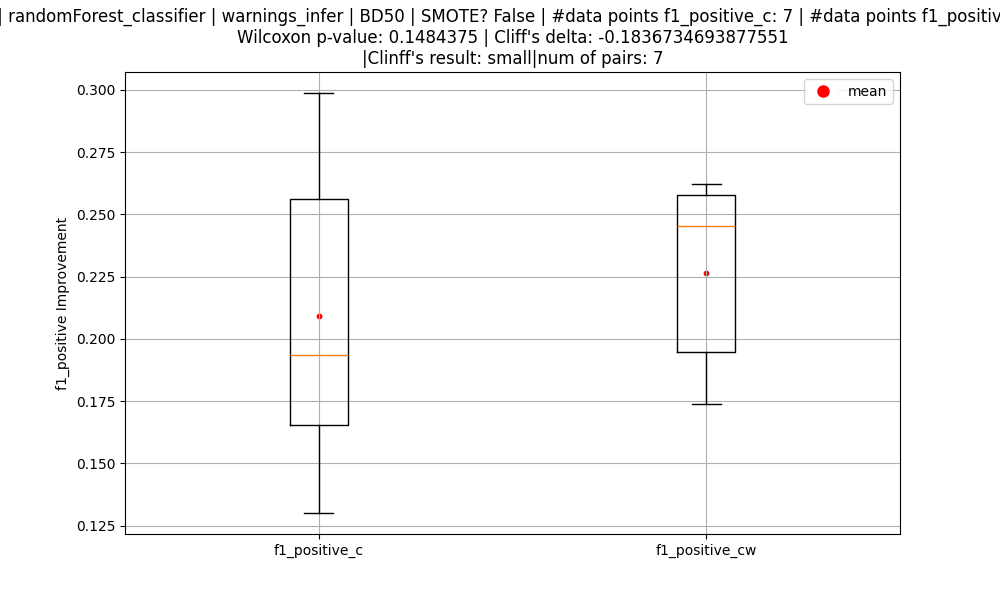 | randomForest_classifier | warnings_infer | BD50 | SMOTE? False | #data points f1_positive_c: 7 | #data points
Wilcoxon p-value: 0.1484375 | Cliff's delta: -0.1836734693877551
|Clinff's result: small|num of pairs: 7
mean
0.300
0.275
0.250
0.225
0.200
0.175
0.150
0.125
f1_positive Improvement
f1_positive_c
f1_positive_cw